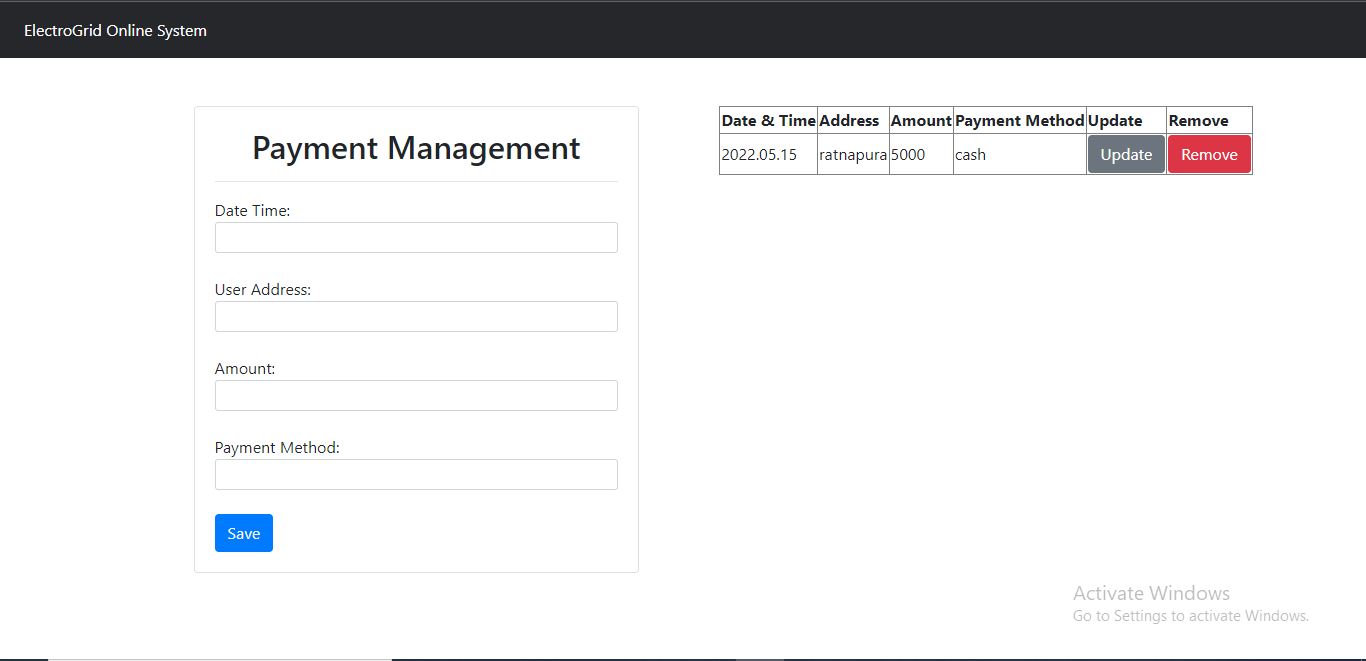 ElectroGrid Online System
Payment Management
Date Time:
User Address:
Amount:
Payment Method:
Save
Date & Time Address Amount Payment Method Update Remove
2022.05.15 ratnapura 5000 cash Update Remove
Activate Windows
Go to Settings to activate Windows.